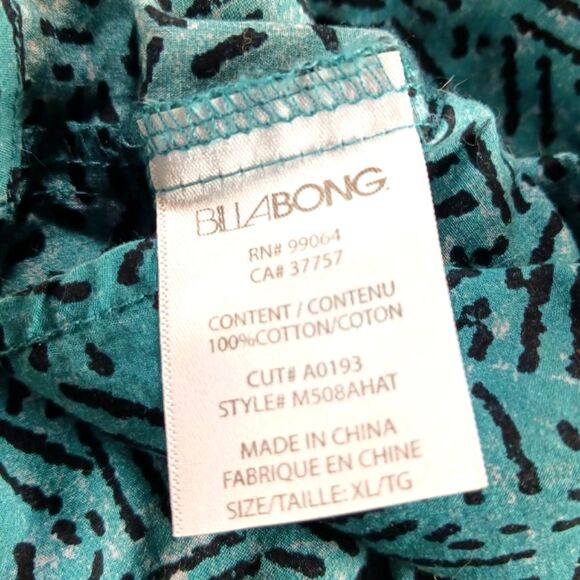 BILLABONG
RN# 99064
CA# 37757
CONTENT / CONTENU
100%COTTON/COTON
CUT# A0193
STYLE# M508AHAT
MADE IN CHINA
FABRIQUE EN CHINE
SIZE/TAILLE: XL/TG